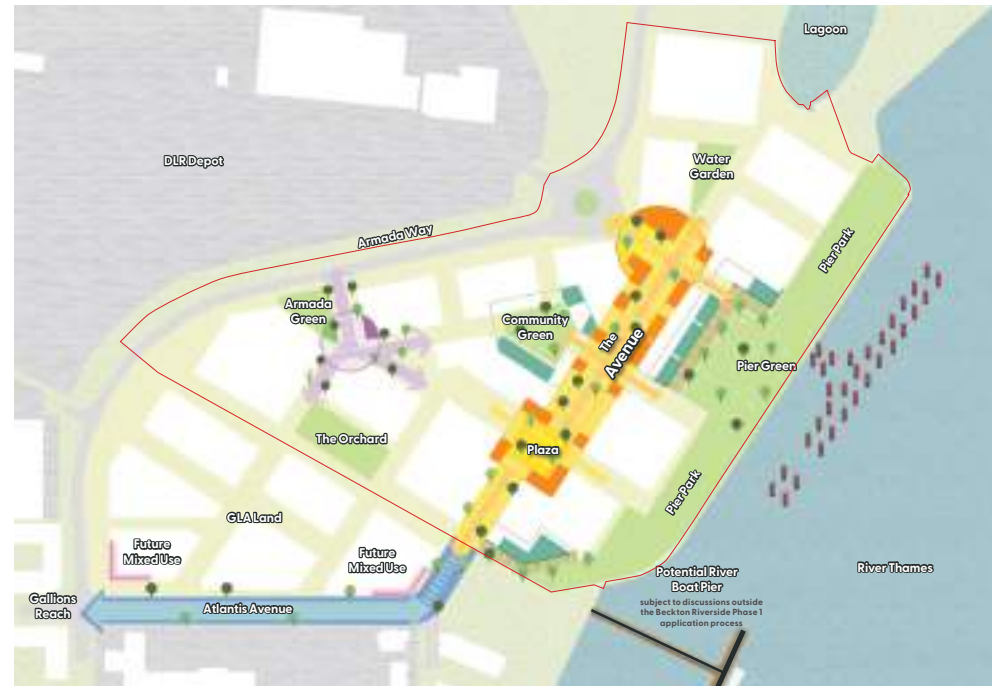 Lagoon
DLR Depot
Water
Garden
Armada Way
Pier Park
Armada
Green
Community
Green
The
Avenue
Pier Green
The Orchard
Plaza
Pier Park
GLA Land
Future
Mixed Use
Future
Mixed Use
River Thames
Potential River
Boat Pier
subject to discussions outside
the Beckton Riverside Phase 1
application process
Gallions
Reach
Atlantis Avenue